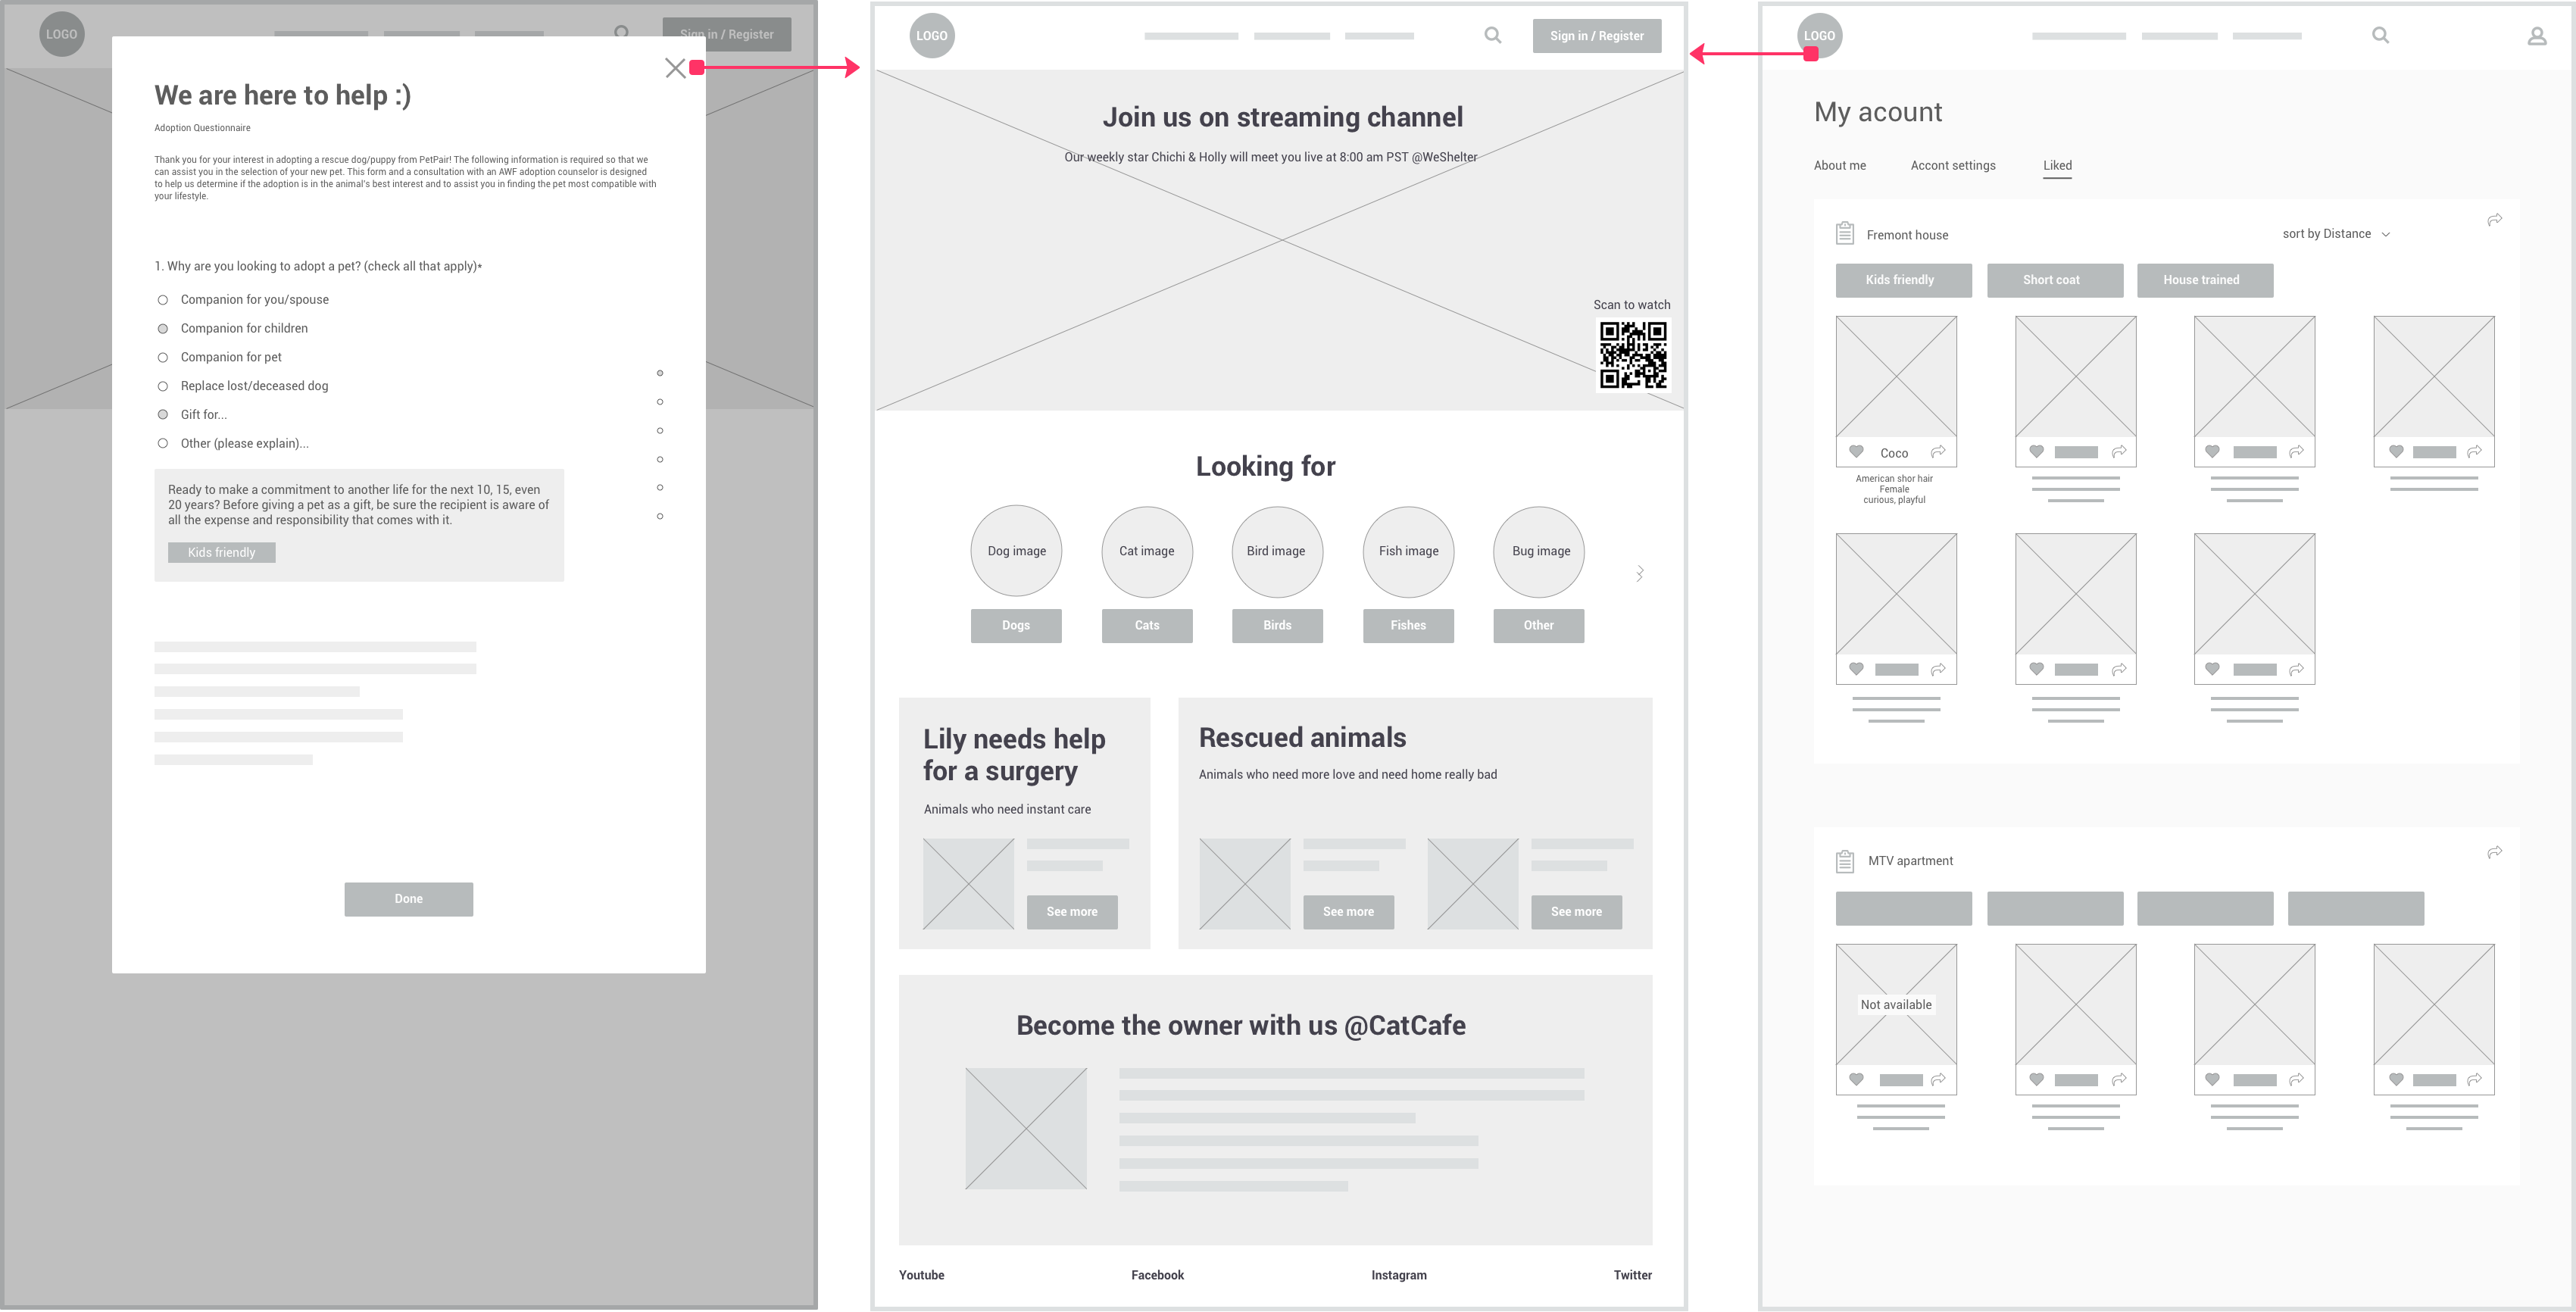 LOGO
Sign in / Register
We are here to help :)
Adoption Questionnaire
Thank you for your interest in adopting a rescue dog/puppy from PetPair! The following information is required so that we
can assist you in the selection of your new pet. This form and a consultation with an AWF adoption counselor is designed
to help us determine if the adoption is in the animal's best interest and to assist you in finding the pet most compatible with
your lifestyle.
1. Why are you looking to adopt a pet? (check all that apply)*
Companion for you/spouse
Companion for children
Companion for pet
Replace lost/deceased dog
Gift for...
Other (please explain)...
Ready to make a commitment to another life for the next 10, 15, even
20 years? Before giving a pet as a gift, be sure the recipient is aware of
all the expense and responsibility that comes with it.
Kids friendly
Done
LOGO
Sign in / Register
Join us on streaming channel
Our weekly star Chichi & Holly will meet you live at 8:00 am PST @WeShelter
Scan to watch
Looking for
Dog image
Cat image
Bird image
Fish image
Bug image
Dogs
Cats
Birds
Fishes
Other
Lily needs help
for a surgery
Animals who need instant care
See more
Rescued animals
Animals who need more love and need home really bad
See more
See more
Become the owner with us @CatCafe
Youtube
Facebook
Instagram
Twitter
LOGO
My acount
About me
Accont settings
Liked
Fremont house
sort by Distance
Kids friendly
Short coat
House trained
Coco
American shor hair
Female
curious, playful
MTV apartment
Not available